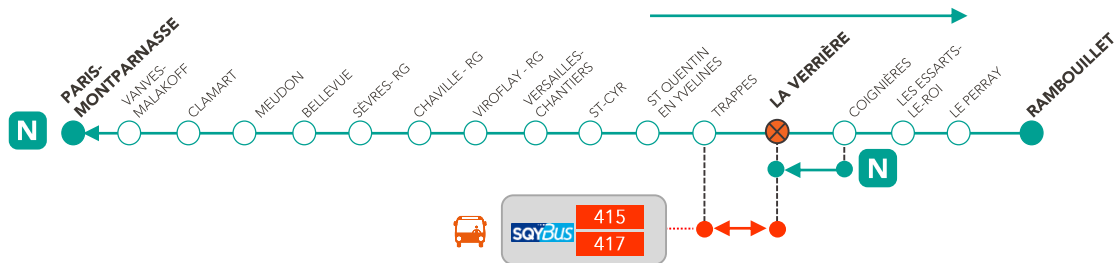 N
PARIS-
MONTPARNASSE
VANVES-
MALAKOFF
CLAMART
MEUDON
BELLEVUE
SÈVRES- RG
CHAVILLE - RG
VIROFLAY - RG
VERSAILLES-
CHANTIERS
ST-CYR
ST QUENTIN
EN YVELINES
TRAPPES
LA VERRIÈRE
COIGNIÈRES
LES ESSARTS-
LE-ROI
LE PERRAY
RAMBOUILLET
N
SQYBUS
415
417